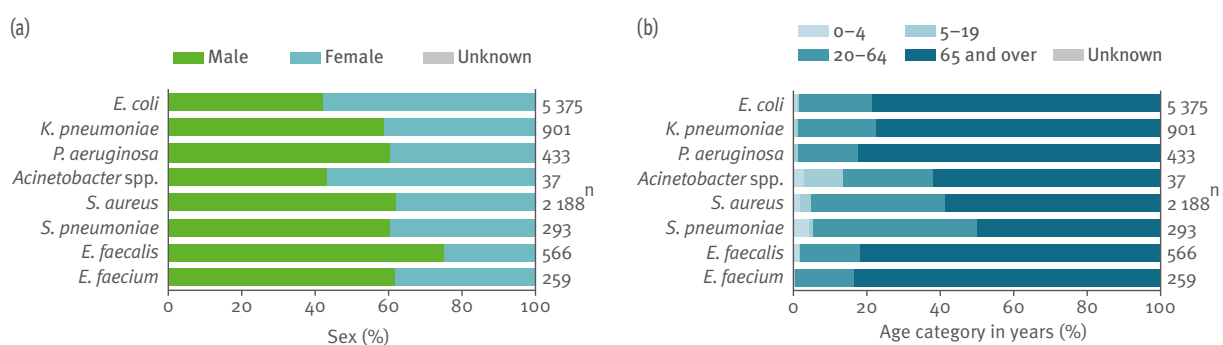 (a)
Male Female Unknown
E. coli 5 375
K. pneumoniae 901
P. aeruginosa 433
Acinetobacter spp. 37
n
S. aureus 2 188
S. pneumoniae 293
E. faecalis 566
E. faecium 259
0 20 40 60 80 100
Sex (%)
(b)
0–4 5–19
20–64 65 and over Unknown
E. coli 5 375
K. pneumoniae 901
P. aeruginosa 433
Acinetobacter spp. 37
n
S. aureus 2 188
S. pneumoniae 293
E. faecalis 566
E. faecium 259
0 20 40 60 80 100
Age category in years (%)